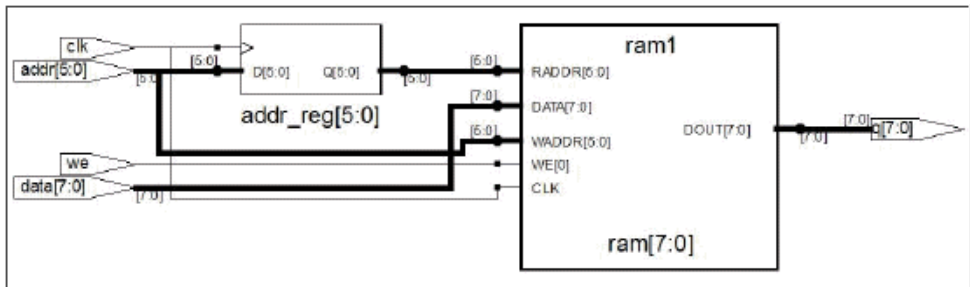 clk
addr[5:0]
[5:0]
[5:0]
D[5:0]
Q[5:0]
[5:0]
addr_reg[5:0]
we
data[7:0]
[7:0]
ram1
[5:0]
RADDR[5:0]
[7:0]
DATA[7:0]
[5:0]
WADDR[5:0]
WE[0]
CLK
DOUT[7:0]
ram[7:0]
[7:0]
[7:0]
q[7:0]